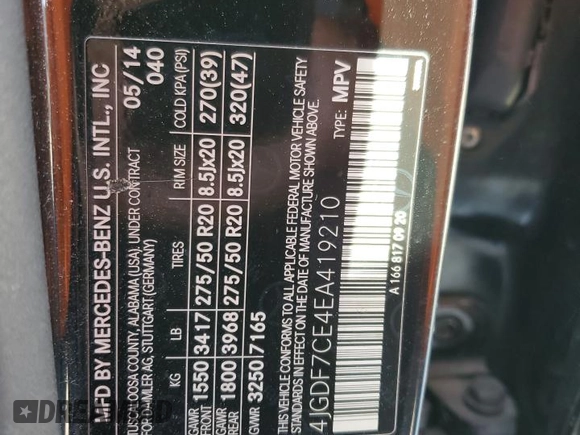 MFD BY MERCEDES-BENZ U.S. INTL., INC
TUSCALOOSA COUNTY, ALABAMA (USA), UNDER CONTRACT
FOR DAIMLER AG, STUTTGART (GERMANY)
05/14
040
KG LB TIRES RIM SIZE COLD KPA(PSI)
GAWR FRONT 1550 3417 275/50 R20 8.5Jx20 270(39)
GAWR REAR 1800 3968 275/50 R20 8.5Jx20 320(47)
GVWR 3250 7165
THIS VEHICLE CONFORMS TO ALL APPLICABLE FEDERAL MOTOR VEHICLE SAFETY
STANDARDS IN EFFECT ON THE DATE OF MANUFACTURE SHOWN ABOVE.
4JGDF7CE4EA419210 TYPE: MPV
A 166 817 09 20